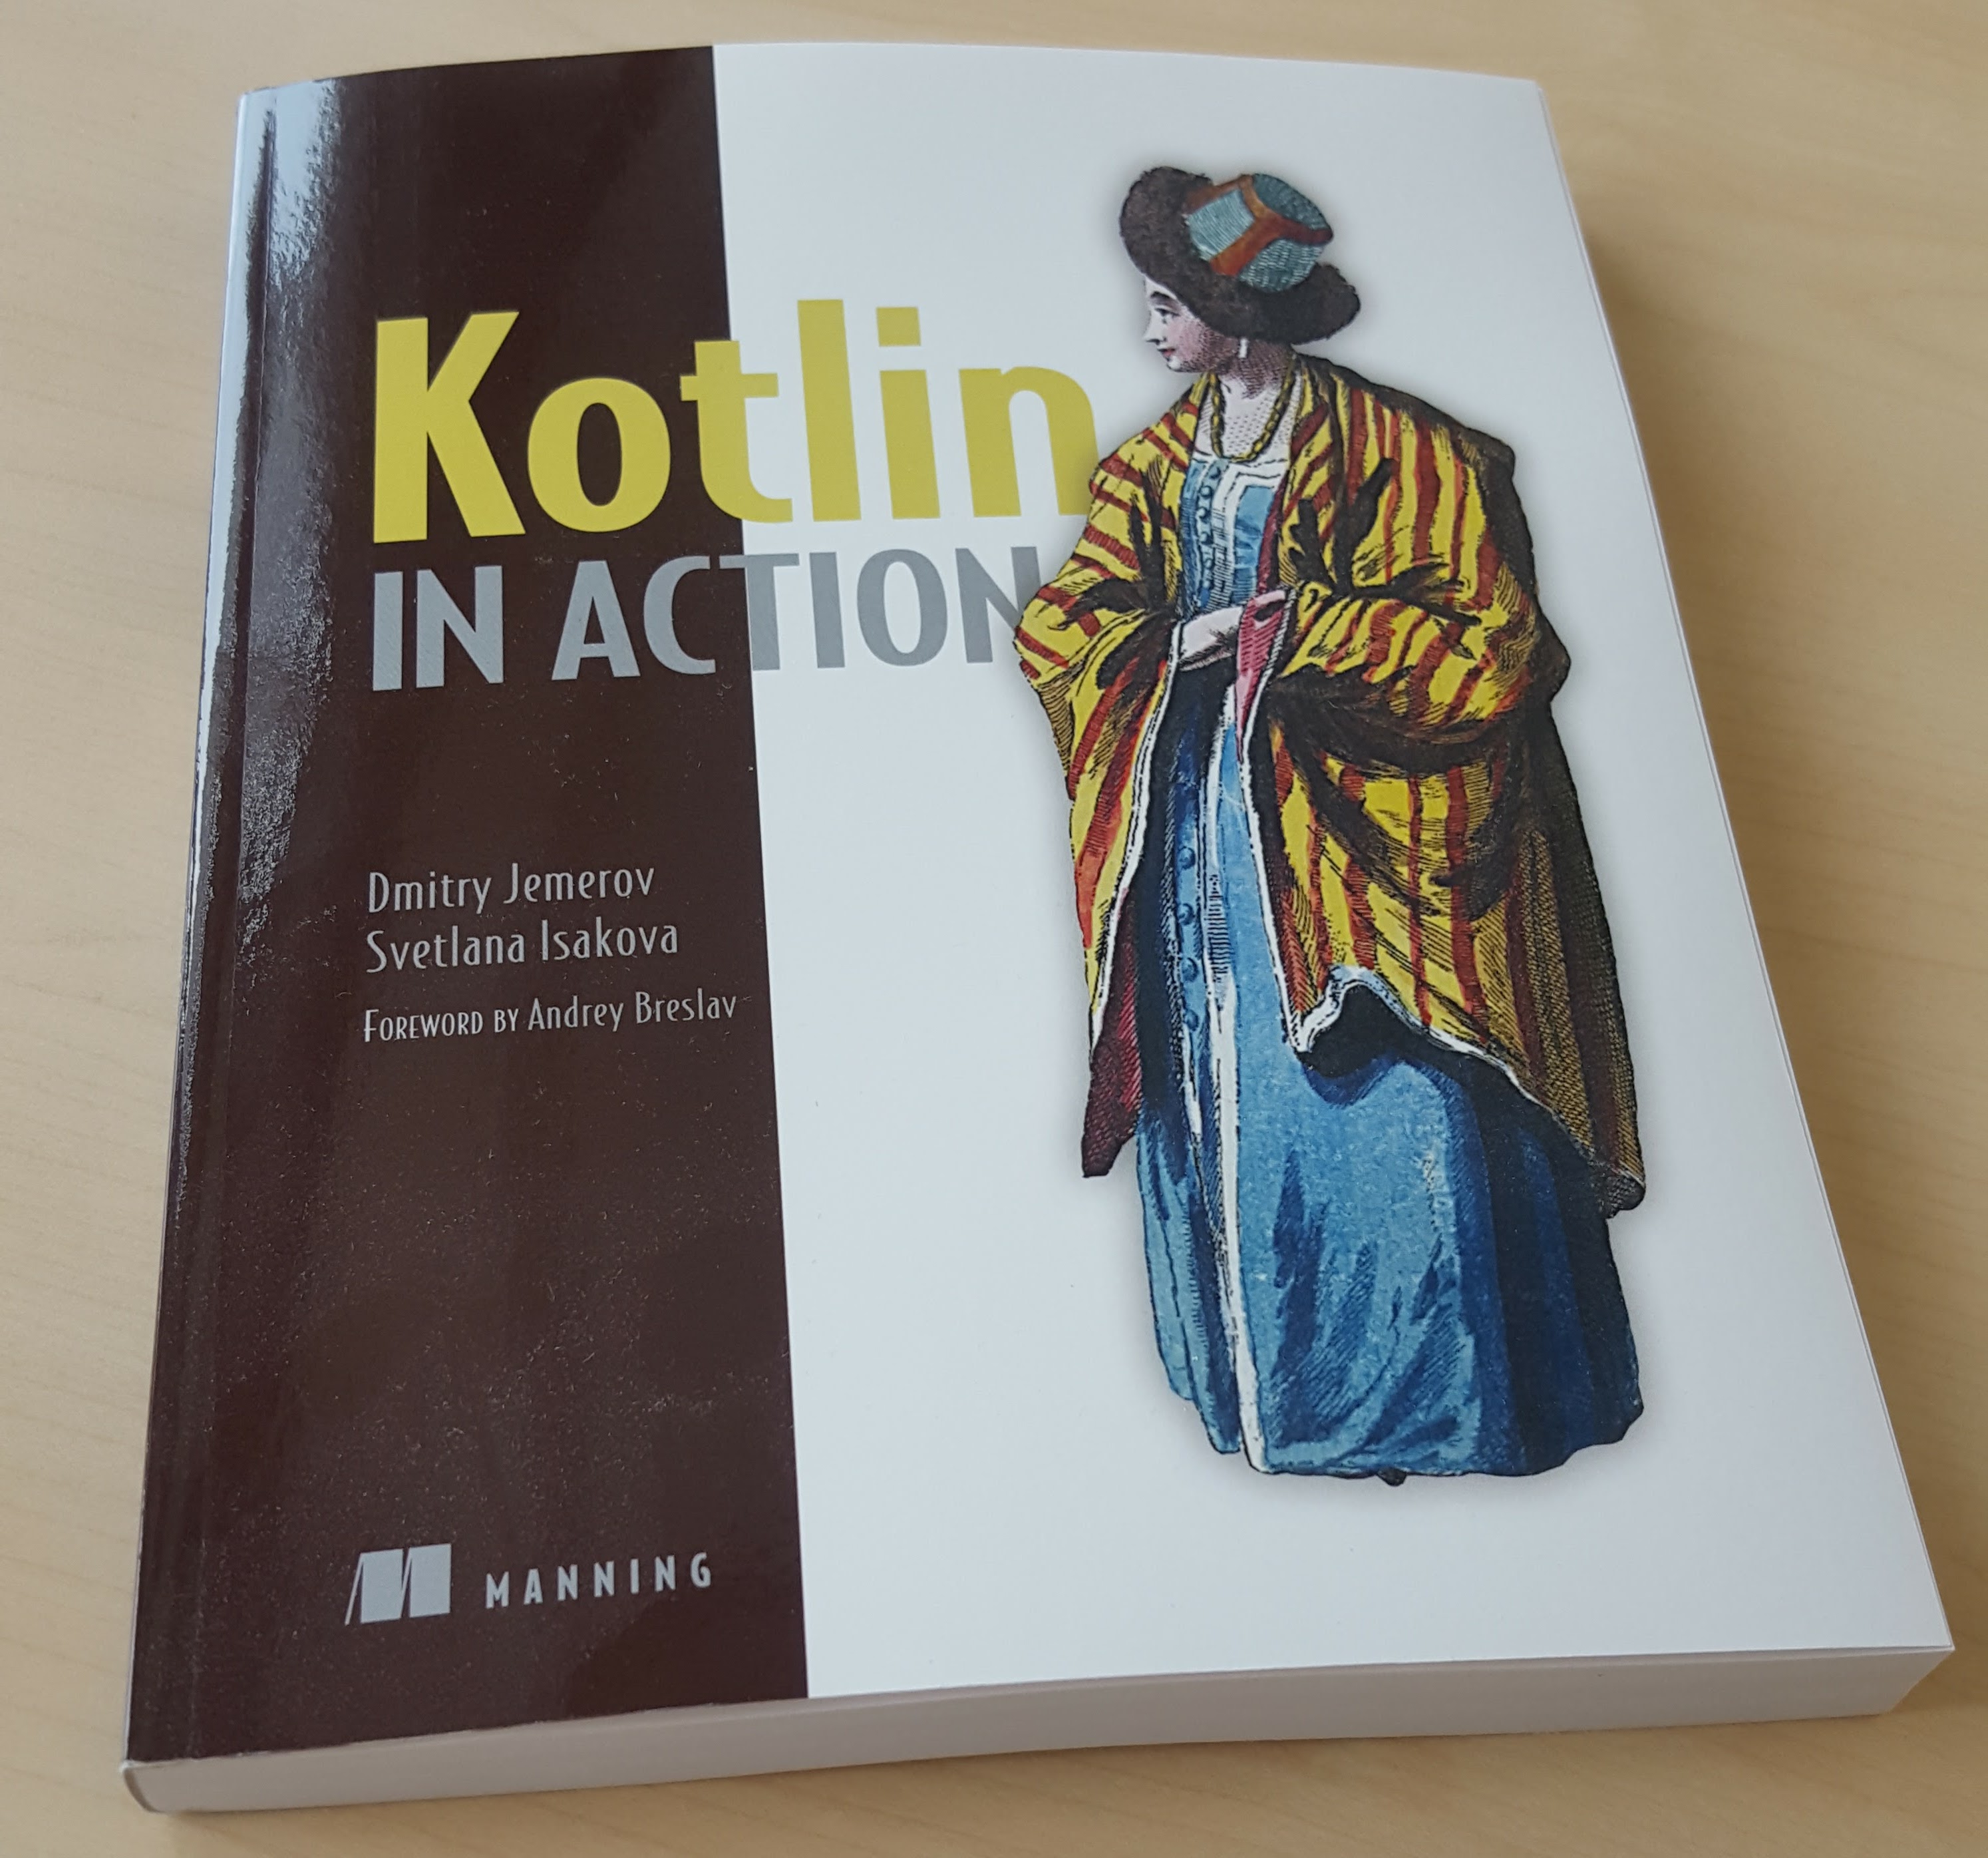 Kotlin
IN ACTION
Dmitry Jemerov
Svetlana Isakova
FOREWORD BY Andrey Breslav
MANNING